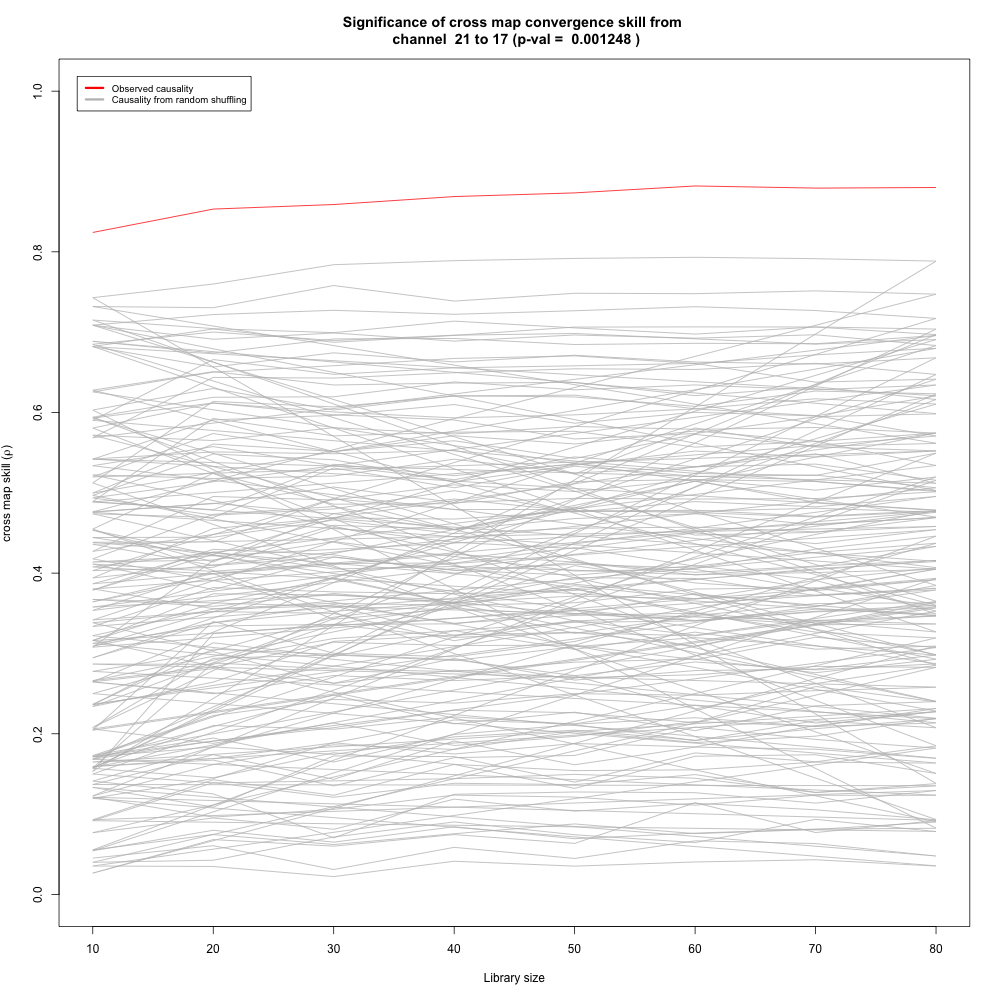 Significance of cross map convergence skill from
channel  21 to 17 (p-val =  0.001248 )
Observed causality
Causality from random shuffling
cross map skill (ρ)
1.0
0.8
0.6
0.4
0.2
0.0
10 20 30 40 50 60 70 80
Library size